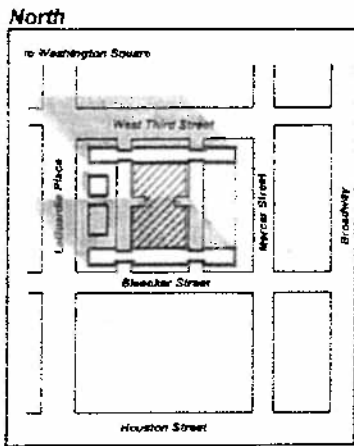 North
to Washington Square
West Third Street
LaGuardia Place
Mercer Street
Broadway
Bleecker Street
Houston Street